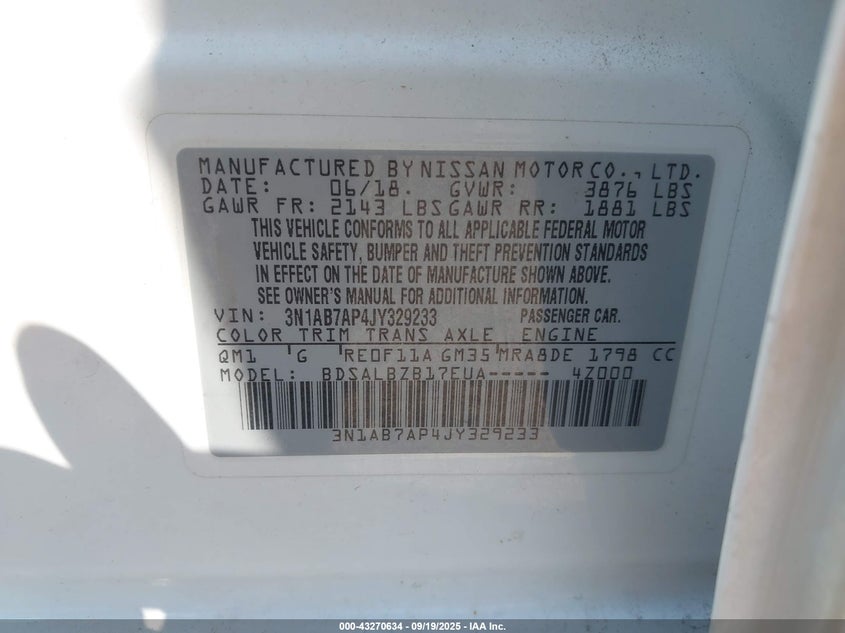 MANUFACTURED BY NISSAN MOTOR CO., LTD.
DATE: 06/18. GVWR: 3876 LBS
GAWR FR: 2143 LBS GAWR RR: 1881 LBS
THIS VEHICLE CONFORMS TO ALL APPLICABLE FEDERAL MOTOR
VEHICLE SAFETY, BUMPER AND THEFT PREVENTION STANDARDS
IN EFFECT ON THE DATE OF MANUFACTURE SHOWN ABOVE.
SEE OWNER'S MANUAL FOR ADDITIONAL INFORMATION.
VIN: 3N1AB7AP4JY329233 PASSENGER CAR.
COLOR TRIM TRANS AXLE ENGINE
QM1 'G 'RE0F11A GM35'MRA8DE 1798 CC
MODEL: BDSALBZB17EUA----- 4Z000
3N1AB7AP4JY329233
000-43270634 - 09/19/2025 - IAA Inc.